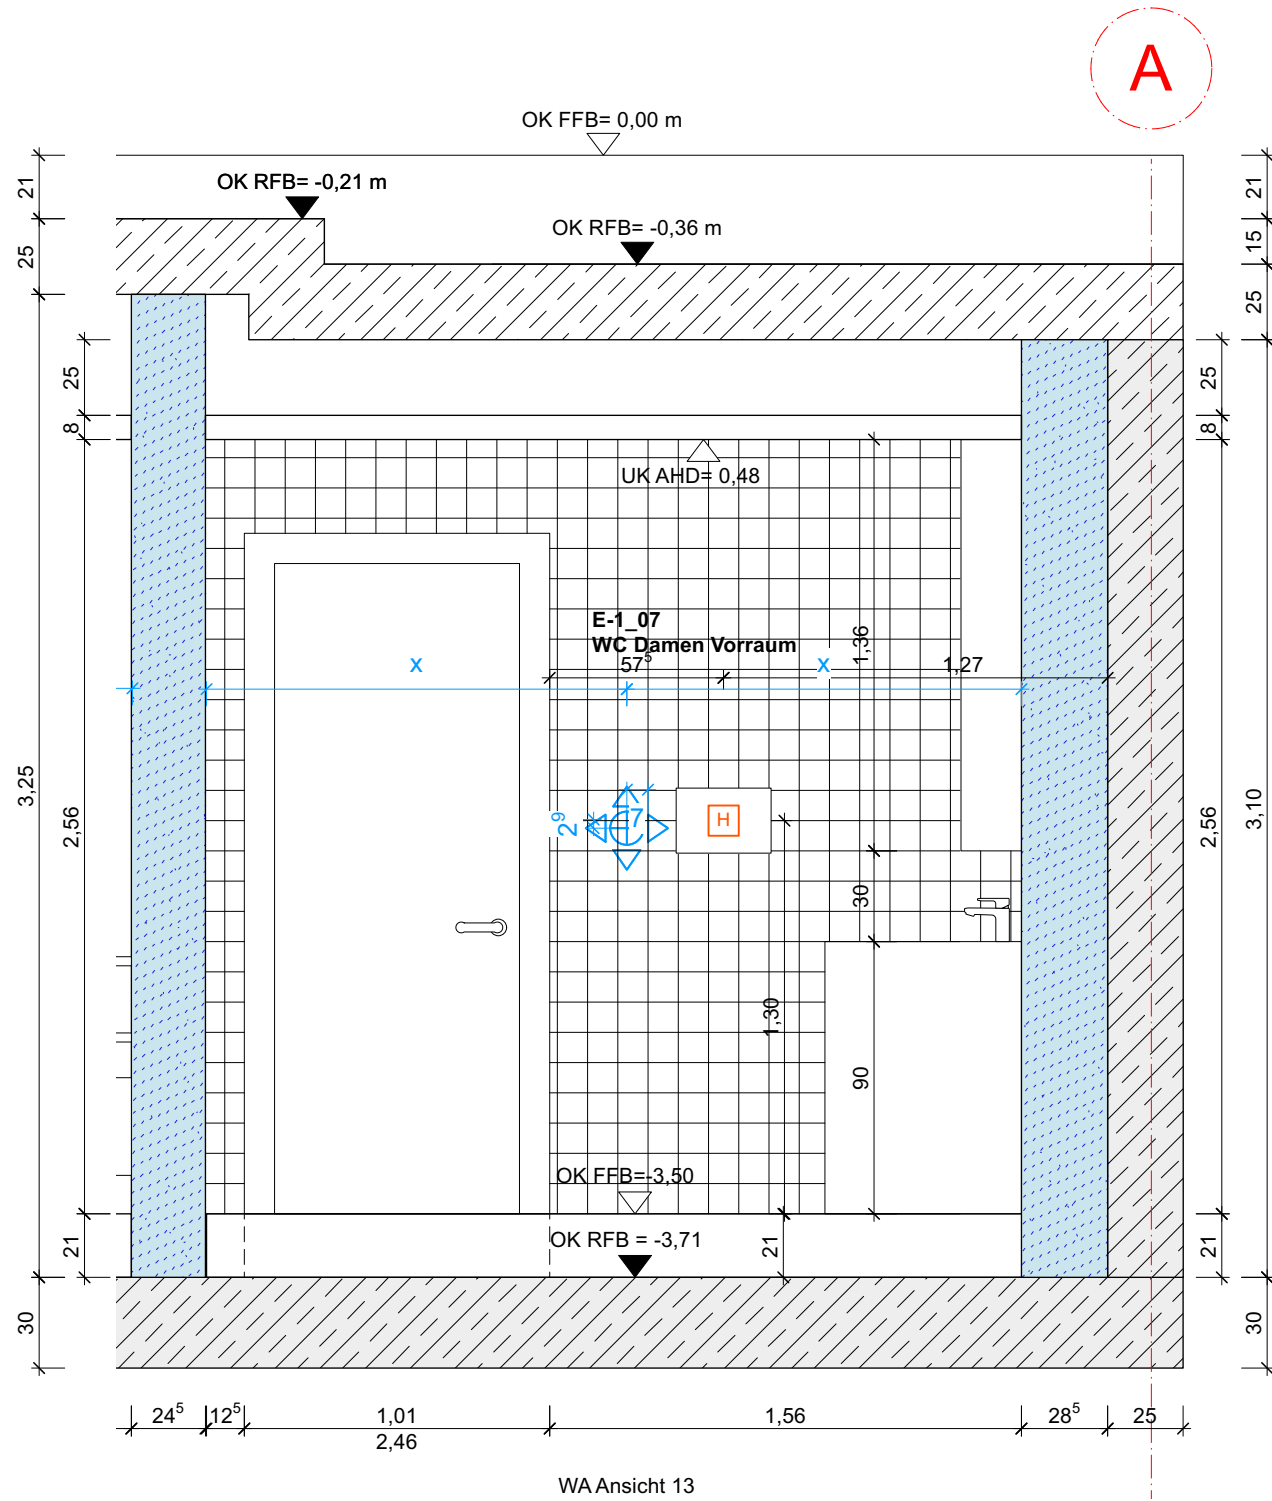 A
OK FFB= 0,00 m
OK RFB= -0,21 m
OK RFB= -0,36 m
21
25
3,25
30
25
8
2,56
21
21
15
25
3,10
30
25
8
2,56
21
UK AHD= 0,48
E-1_07
WC Damen Vorraum
x
57⁵
x
1,36
1,27
2⁹
7
H
30
1,30
90
OK FFB=-3,50
OK RFB = -3,71
21
24⁵
12⁵
1,01
1,56
28⁵
25
2,46
WA Ansicht 13